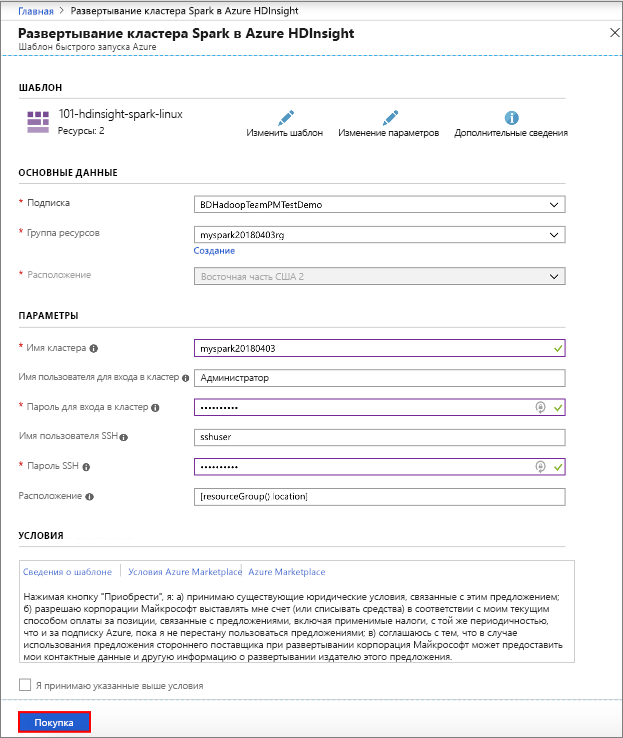 Главная > Развертывание кластера Spark в Azure HDInsight
Развертывание кластера Spark в Azure HDInsight
Шаблон быстрого запуска Azure
ШАБЛОН
101-hdinsight-spark-linux
Ресурсы: 2
Изменить шаблон
Изменение параметров
Дополнительные сведения
ОСНОВНЫЕ ДАННЫЕ
* Подписка
BDHadoopTeamPMTestDemo
* Группа ресурсов
myspark20180403rg
Создание
* Расположение
Восточная часть США 2
ПАРАМЕТРЫ
* Имя кластера
myspark20180403
Имя пользователя для входа в кластер
Администратор
* Пароль для входа в кластер
••••••••••
Имя пользователя SSH
sshuser
* Пароль SSH
••••••••••
Расположение
[resourceGroup() location]
УСЛОВИЯ
Сведения о шаблоне | Условия Azure Marketplace | Azure Marketplace
Нажимая кнопку "Приобрести", я: а) принимаю существующие юридические условия, связанные с этим предложением;
б) разрешаю корпорации Майкрософт выставлять мне счет (или списывать средства) в соответствии с моим текущим
способом оплаты за позиции, связанные с предложениями, включая применимые налоги, с той же периодичностью,
что и за подписку Azure, пока я не перестану пользоваться предложениями; в) соглашаюсь с тем, что в случае
использования предложения стороннего поставщика при развертывании корпорация Майкрософт может предоставить
мои контактные данные и другую информацию о развертывании издателю этого предложения.
Я принимаю указанные выше условия
Покупка